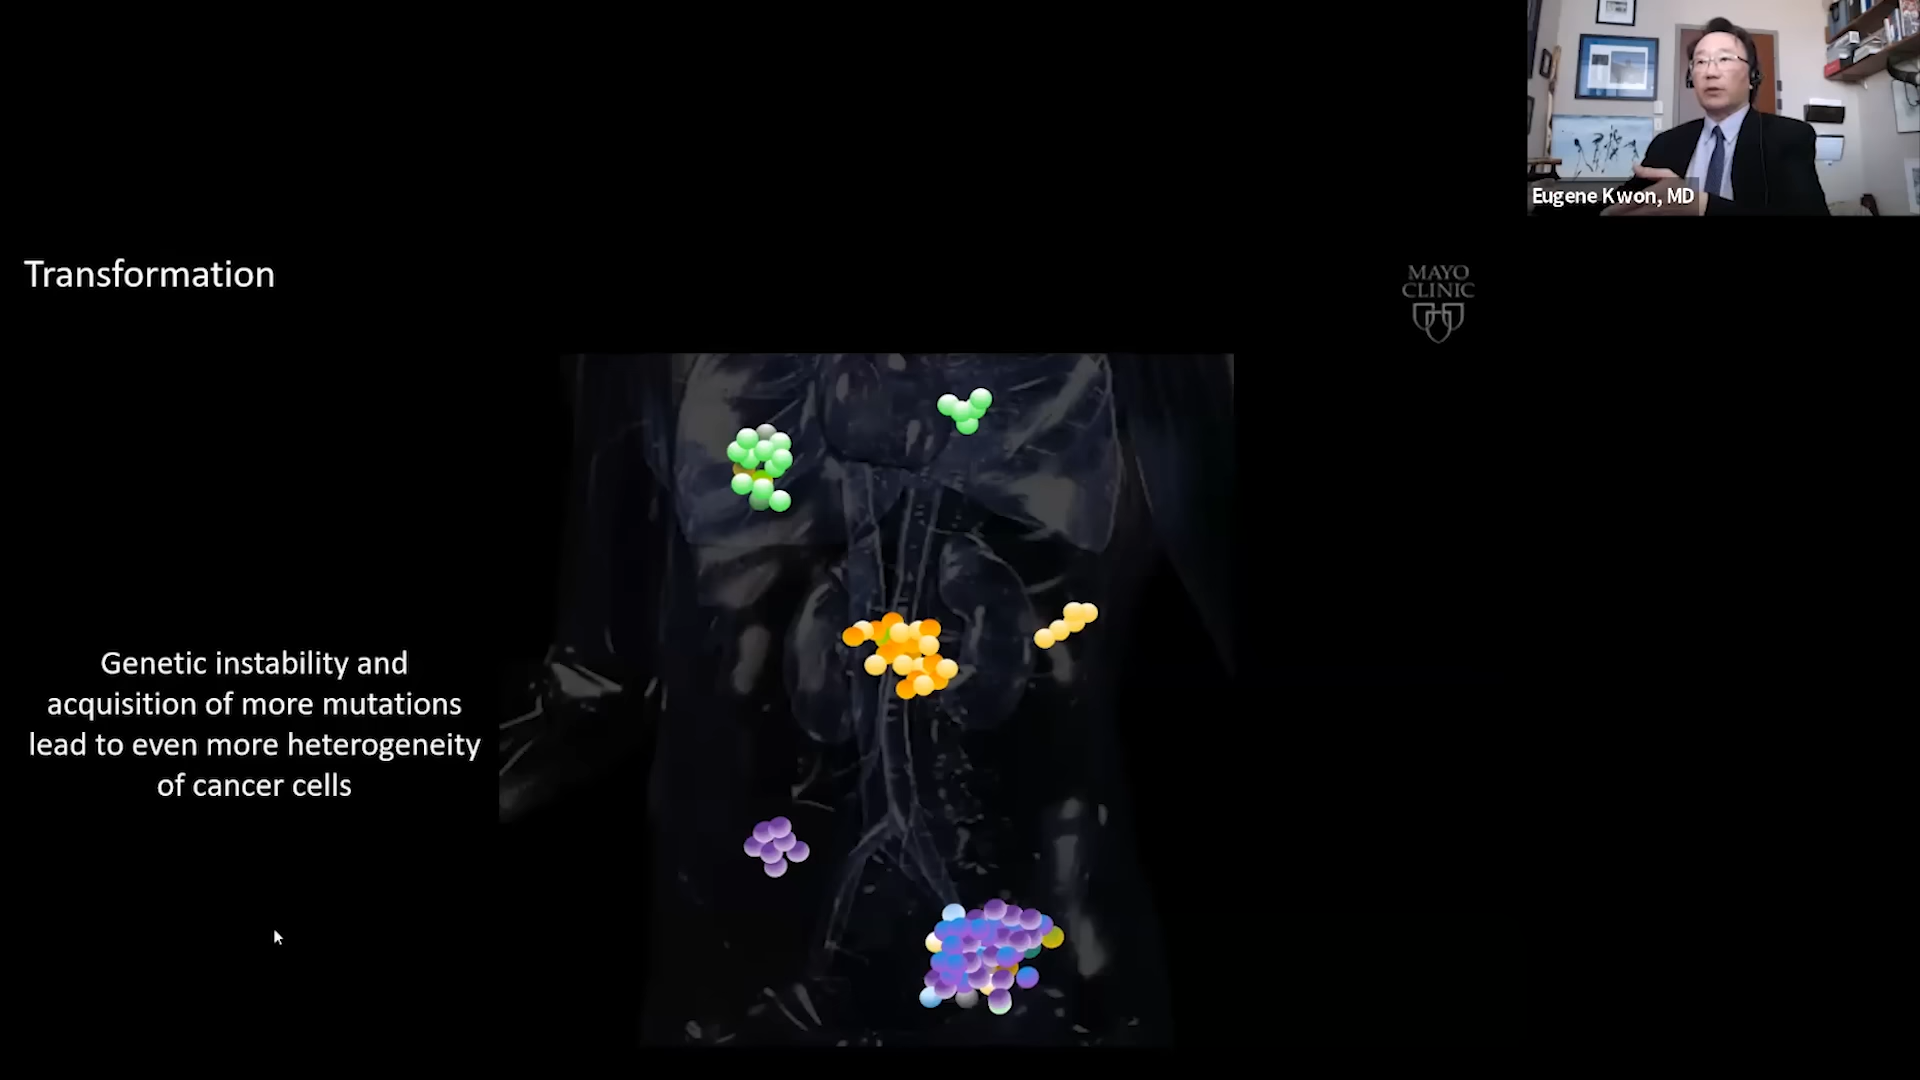 Eugene Kwon, MD
Transformation
MAYO
CLINIC
Genetic instability and
acquisition of more mutations
lead to even more heterogeneity
of cancer cells